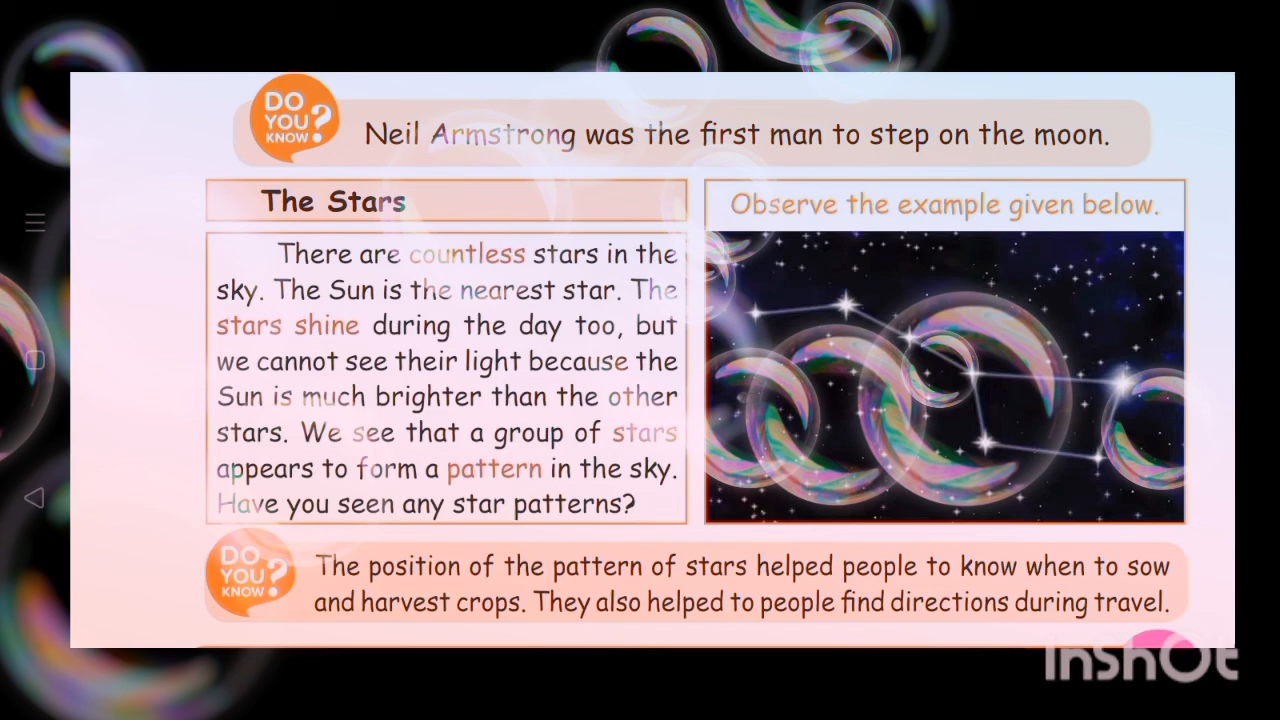 DO
YOU
KNOW ?
Neil Armstrong was the first man to step on the moon.
The Stars
There are countless stars in the
sky. The Sun is the nearest star. The
stars shine during the day too, but
we cannot see their light because the
Sun is much brighter than the other
stars. We see that a group of stars
appears to form a pattern in the sky.
Have you seen any star patterns?
Observe the example given below.
DO
YOU
KNOW ?
The position of the pattern of stars helped people to know when to sow
and harvest crops. They also helped to people find directions during travel.
InShOt